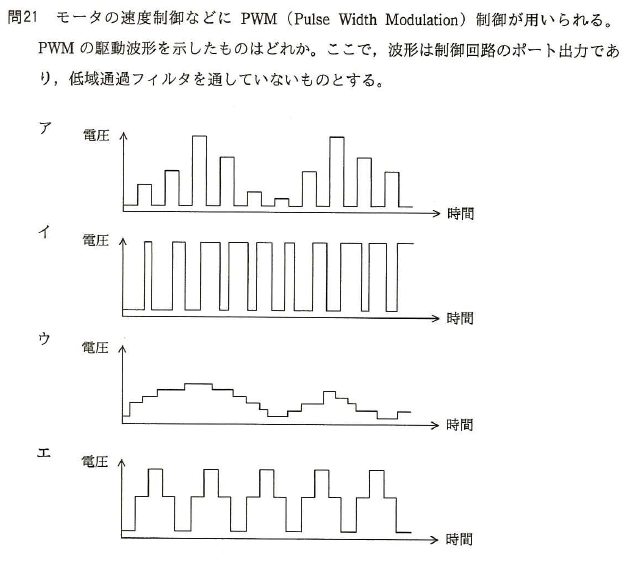 問21 モータの速度制御などに PWM（Pulse Width Modulation）制御が用いられる。
PWM の駆動波形を示したものはどれか。ここで，波形は制御回路のポート出力であ
り，低域通過フィルタを通していないものとする。
ア
電圧
時間
イ
電圧
時間
ウ
電圧
時間
エ
電圧
時間